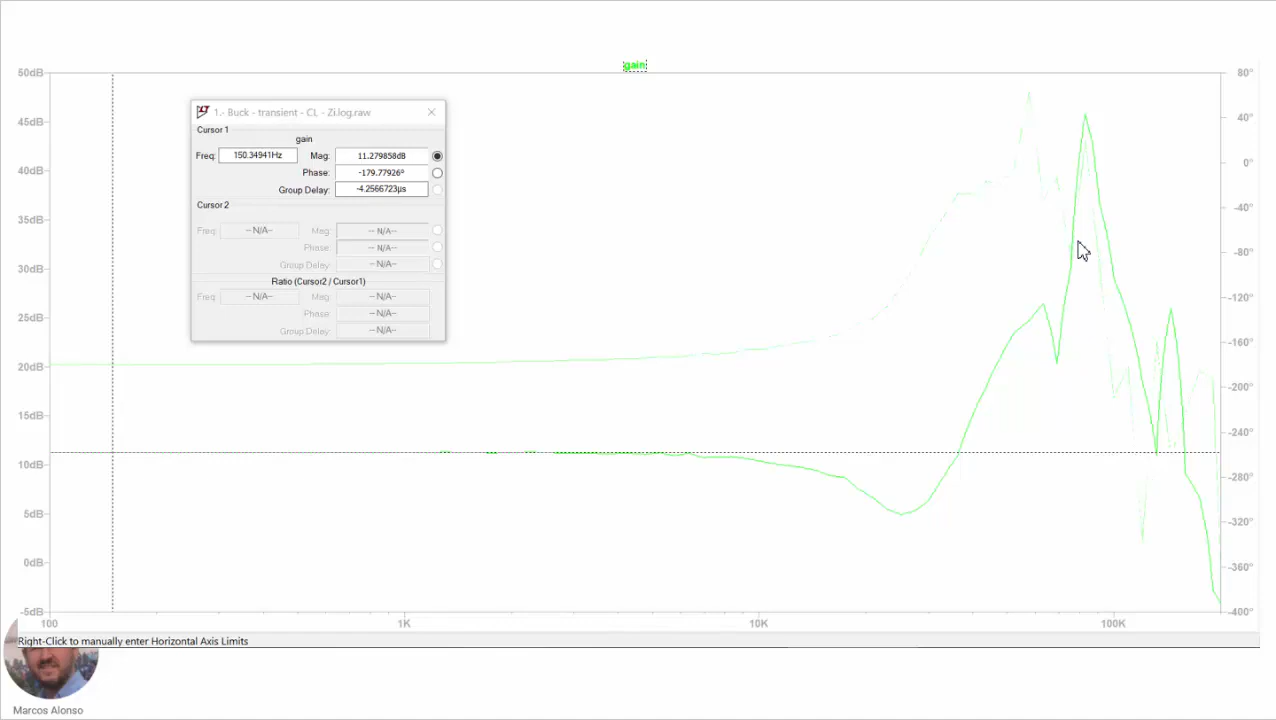 gain
50dB
45dB
40dB
35dB
30dB
25dB
20dB
15dB
10dB
5dB
0dB
-5dB
80°
40°
0°
-40°
-80°
-120°
-160°
-200°
-240°
-280°
-320°
-360°
-400°
1.- Buck - transient - CL - Zi.log.raw
Cursor 1
gain
Freq: 150.34941Hz Mag: 11.279858dB
Phase: -179.77926°
Group Delay: -4.2566723µs
Cursor 2
Freq: -- N/A-- Mag: -- N/A--
Phase: -- N/A--
Group Delay: -- N/A--
Ratio (Cursor2 / Cursor1)
Freq: -- N/A-- Mag: -- N/A--
Phase: -- N/A--
Group Delay: -- N/A--
100 1K 10K 100K
Right-Click to manually enter Horizontal Axis Limits
Marcos Alonso